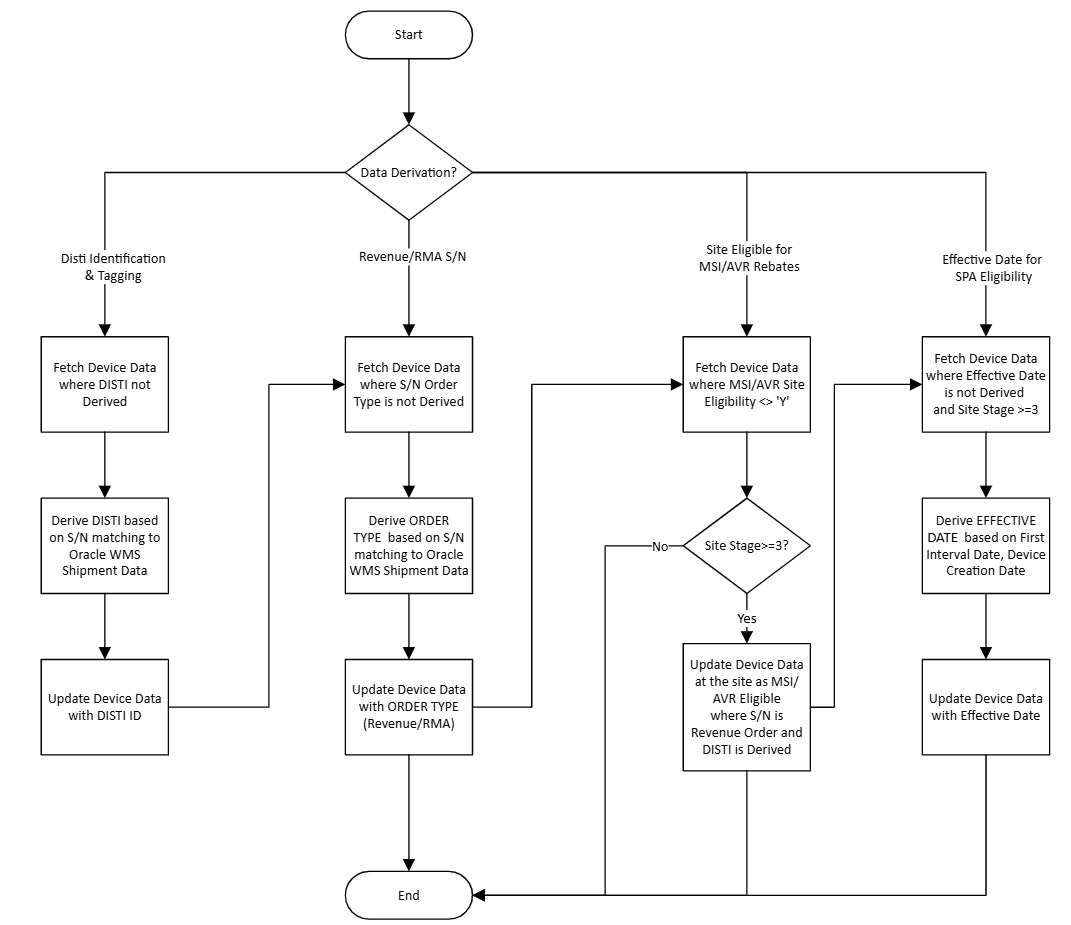 Start
Data Derivation?
Disti Identification
& Tagging
Revenue/RMA S/N
Site Eligible for
MSI/AVR Rebates
Effective Date for
SPA Eligibility
Fetch Device Data
where DISTI not
Derived
Fetch Device Data
where S/N Order
Type is not Derived
Fetch Device Data
where MSI/AVR Site
Eligibility <> 'Y'
Fetch Device Data
where Effective Date
is not Derived
and Site Stage >=3
Derive DISTI based
on S/N matching to
Oracle WMS
Shipment Data
Derive ORDER
TYPE based on S/N
matching to Oracle
WMS Shipment Data
No
Site Stage>=3?
Yes
Derive EFFECTIVE
DATE based on First
Interval Date, Device
Creation Date
Update Device Data
with DISTI ID
Update Device Data
with ORDER TYPE
(Revenue/RMA)
Update Device Data
at the site as MSI/
AVR Eligible
where S/N is
Revenue Order and
DISTI is Derived
Update Device Data
with Effective Date
End